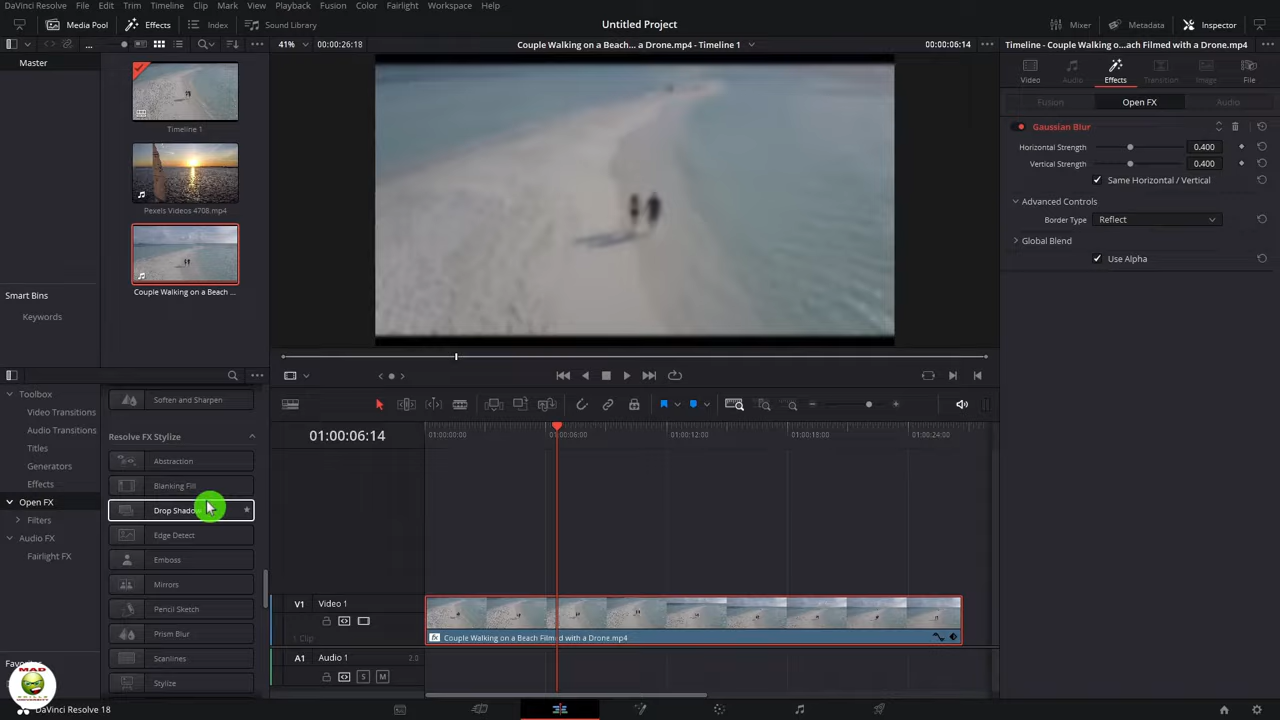 DaVinci Resolve File Edit Trim Timeline Clip Mark View Playback Fusion Color Fairlight Workspace Help
Media Pool Effects Index Sound Library Untitled Project Mixer Metadata Inspector
... 41% 00:00:26:18 Couple Walking on a Beach... a Drone.mp4 - Timeline 1 00:00:06:14 Timeline - Couple Walking o...ach Filmed with a Drone.mp4
Master
Video Audio Effects Transition Image File
Fusion Open FX Audio
Timeline 1
Gaussian Blur
Horizontal Strength 0.400
Vertical Strength 0.400
Same Horizontal / Vertical
Advanced Controls
Pexels Videos 4708.mp4
Border Type Reflect
Global Blend
Use Alpha
Couple Walking on a Beach ...
Smart Bins
Keywords
Toolbox
Video Transitions
Audio Transitions
Titles
Generators
Effects
Open FX
Filters
Audio FX
Fairlight FX
Soften and Sharpen
Resolve FX Stylize
Abstraction
Blanking Fill
Drop Shadow
Edge Detect
Emboss
Mirrors
Pencil Sketch
Prism Blur
Scanlines
Stylize
01:00:06:14
01:00:00:00 01:00:06:00 01:00:12:00 01:00:18:00 01:00:24:00
V1 Video 1
1 Clip
fx Couple Walking on a Beach Filmed with a Drone.mp4
A1 Audio 1 2.0
S M
MAD
DaVinci Resolve 18